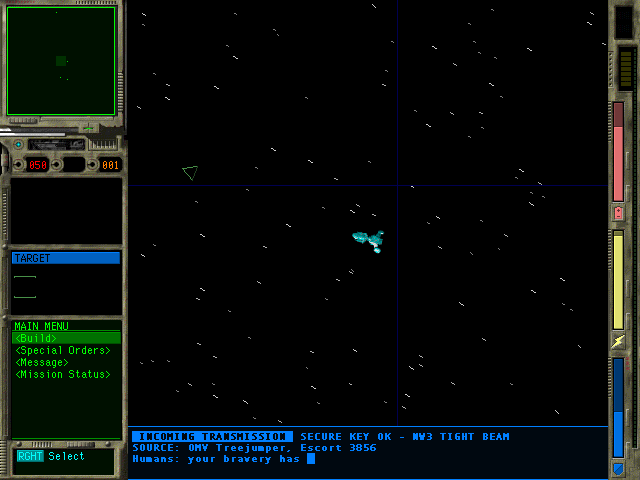 050
001
TARGET
MAIN MENU
<Build>
<Special Orders>
<Message>
<Mission Status>
RGHT Select
INCOMING TRANSMISSION SECURE KEY OK - NW3 TIGHT BEAM
SOURCE: OMV Treejumper, Escort 3856
Humans: your bravery has